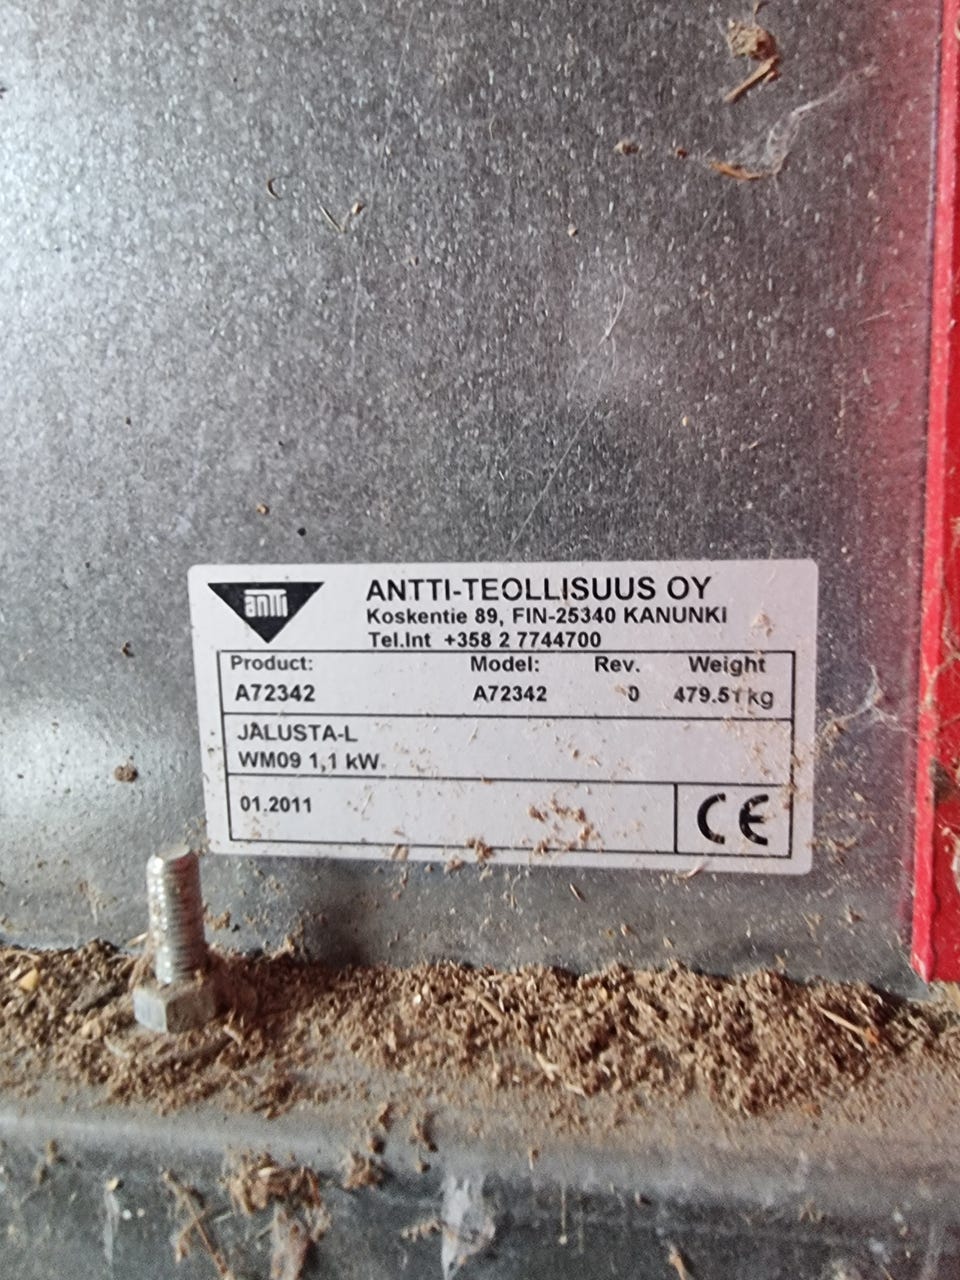 antti
ANTTI-TEOLLISUUS OY
Koskentie 89, FIN-25340 KANUNKI
Tel.Int +358 2 7744700
Product: Model: Rev. Weight
A72342 A72342 0 479.51 kg
JALUSTA-L
WM09 1,1 kW
01.2011
CE